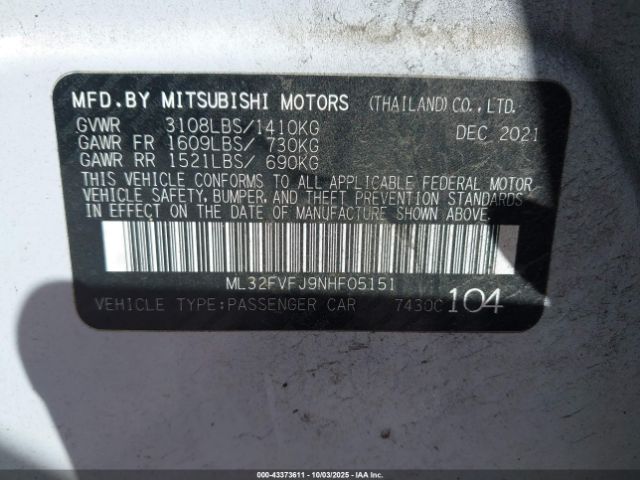 MFD. BY MITSUBISHI MOTORS (THAILAND) CO., LTD.
GVWR 3108LBS/1410KG DEC 2021
GAWR FR 1609LBS/ 730KG
GAWR RR 1521LBS/ 690KG
THIS VEHICLE CONFORMS TO ALL APPLICABLE FEDERAL MOTOR
VEHICLE SAFETY, BUMPER, AND THEFT PREVENTION STANDARDS
IN EFFECT ON THE DATE OF MANUFACTURE SHOWN ABOVE.
ML32FVFJ9NHF05151
VEHICLE TYPE:PASSENGER CAR 7430C 104
000-43373611 - 10/03/2025 - IAA Inc.